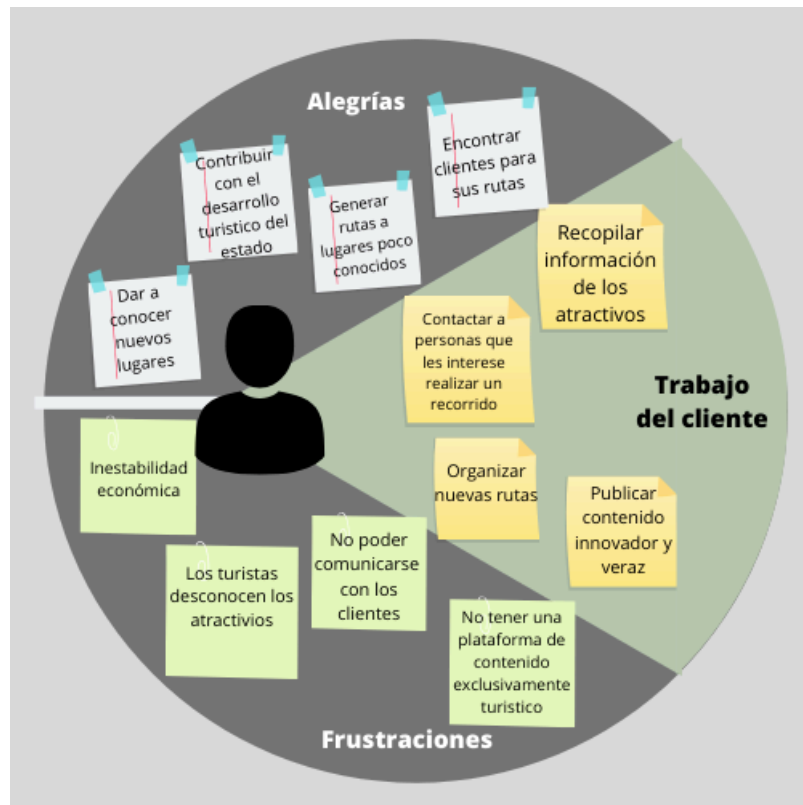 Alegrías
Encontrar
clientes para
sus rutas
Contribuir
con el
desarrollo
turistico del
estado
Generar
rutas a
lugares poco
conocidos
Dar a
conocer
nuevos
lugares
Recopilar
información
de los
atractivos
Contactar a
personas que
les interese
realizar un
recorrido
Trabajo
del cliente
Organizar
nuevas rutas
Publicar
contenido
innovador y
veraz
Inestabilidad
económica
Los turistas
desconocen los
atractivios
No poder
comunicarse
con los
clientes
No tener una
plataforma de
contenido
exclusivamente
turistico
Frustraciones